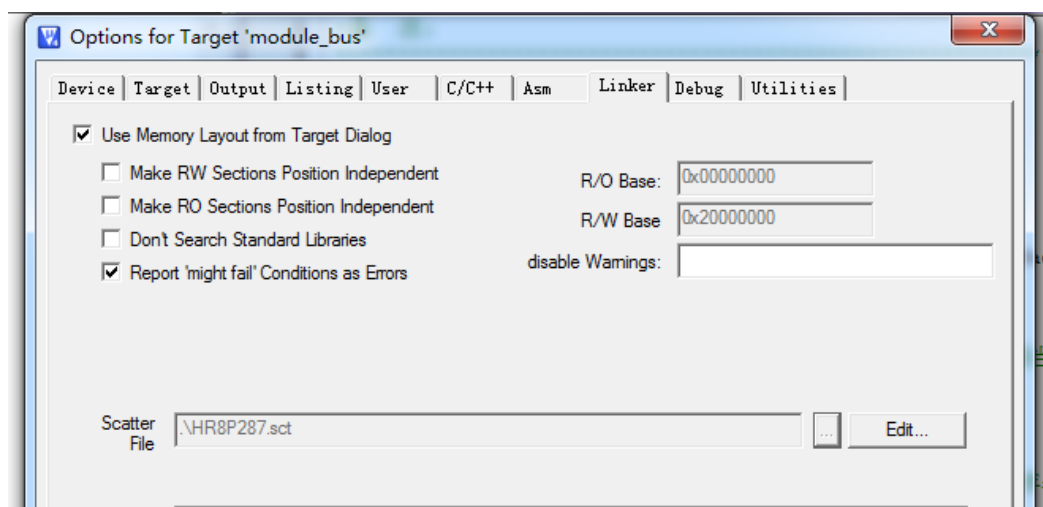 Options for Target 'module_bus'
x
Device Target Output Listing User C/C++ Asm Linker Debug Utilities
Use Memory Layout from Target Dialog
Make RW Sections Position Independent
R/O Base: 0x00000000
Make RO Sections Position Independent
R/W Base 0x20000000
Don't Search Standard Libraries
disable Warnings:
Report 'might fail' Conditions as Errors
Scatter File .\HR8P287.sct ... Edit...